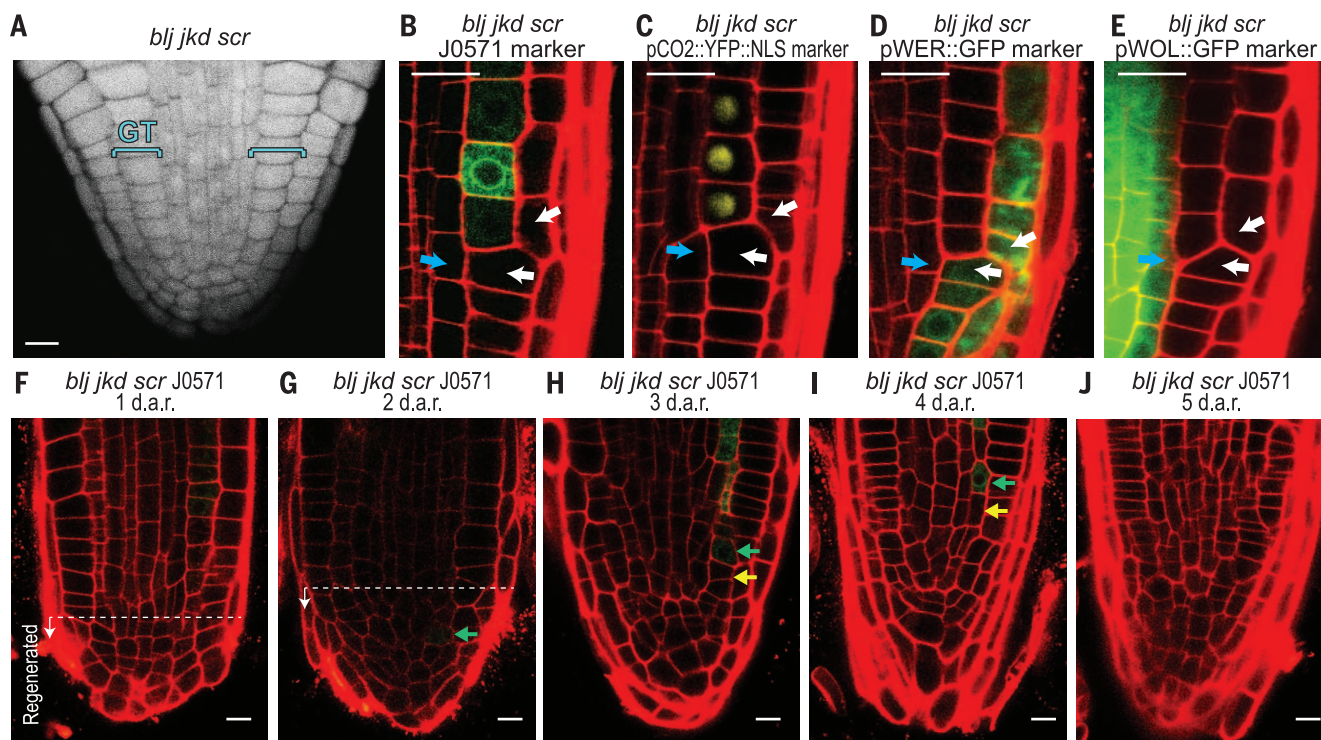 A
blj jkd scr
GT
B
blj jkd scr
J0571 marker
C
blj jkd scr
pCO2::YFP::NLS marker
D
blj jkd scr
pWER::GFP marker
E
blj jkd scr
pWOL::GFP marker
F
blj jkd scr J0571
1 d.a.r.
Regenerated
G
blj jkd scr J0571
2 d.a.r.
H
blj jkd scr J0571
3 d.a.r.
I
blj jkd scr J0571
4 d.a.r.
J
blj jkd scr J0571
5 d.a.r.